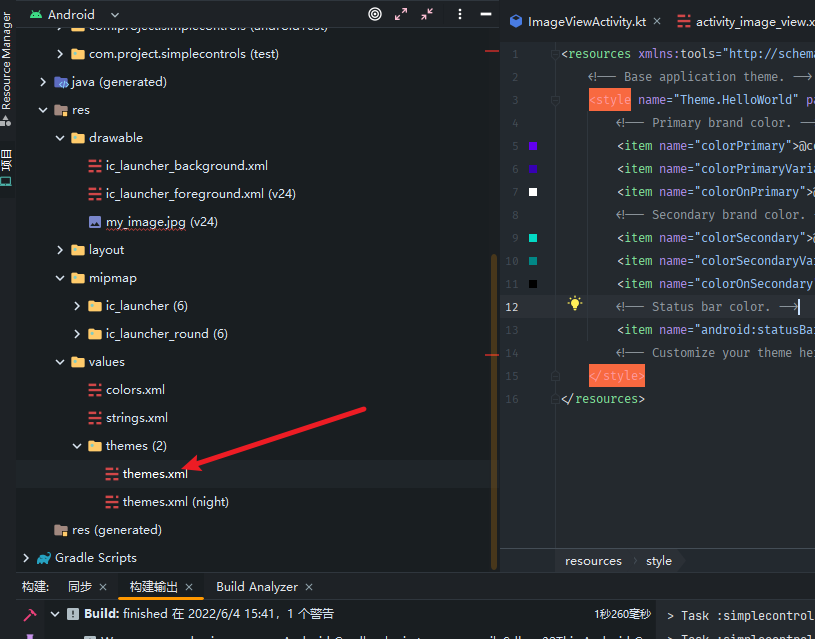 Android
ImageViewActivity.kt
activity_image_view.x
Resource Manager
项目
com.project.simplecontrols (androidTest)
com.project.simplecontrols (test)
java (generated)
res
drawable
ic_launcher_background.xml
ic_launcher_foreground.xml (v24)
my_image.jpg (v24)
layout
mipmap
ic_launcher (6)
ic_launcher_round (6)
values
colors.xml
strings.xml
themes (2)
themes.xml
themes.xml (night)
res (generated)
Gradle Scripts
1 <resources xmlns:tools="http://schema
2 <!-- Base application theme. -->
3 <style name="Theme.HelloWorld" pa
4 <!-- Primary brand color. --
5 <item name="colorPrimary">@co
6 <item name="colorPrimaryVaria
7 <item name="colorOnPrimary">@
8 <!-- Secondary brand color.
9 <item name="colorSecondary">@
10 <item name="colorSecondaryVai
11 <item name="colorOnSecondary
12 <!-- Status bar color. -->
13 <item name="android:statusBai
14 <!-- Customize your theme hei
15 </style>
16 </resources>
resources
style
构建:
同步
构建输出
Build Analyzer
Build: finished 在 2022/6/4 15:41，1 个警告
1秒260毫秒
> Task :simplecontrol